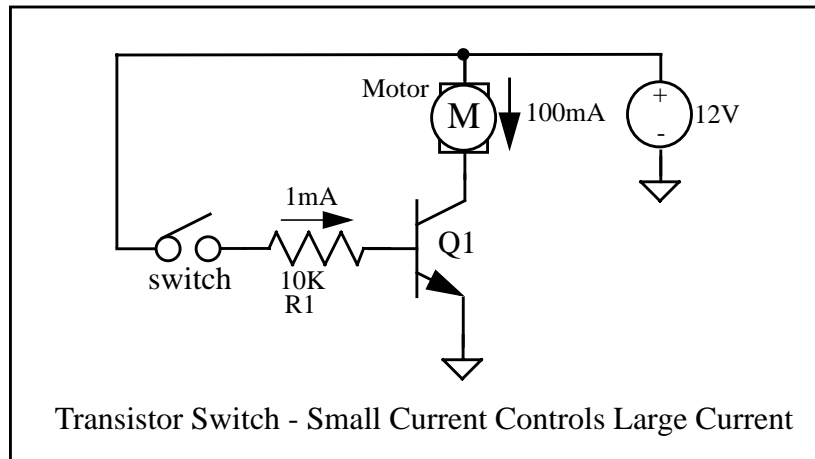 Motor
M
100mA
+
-
12V
1mA
Q1
switch
10K
R1
Transistor Switch - Small Current Controls Large Current